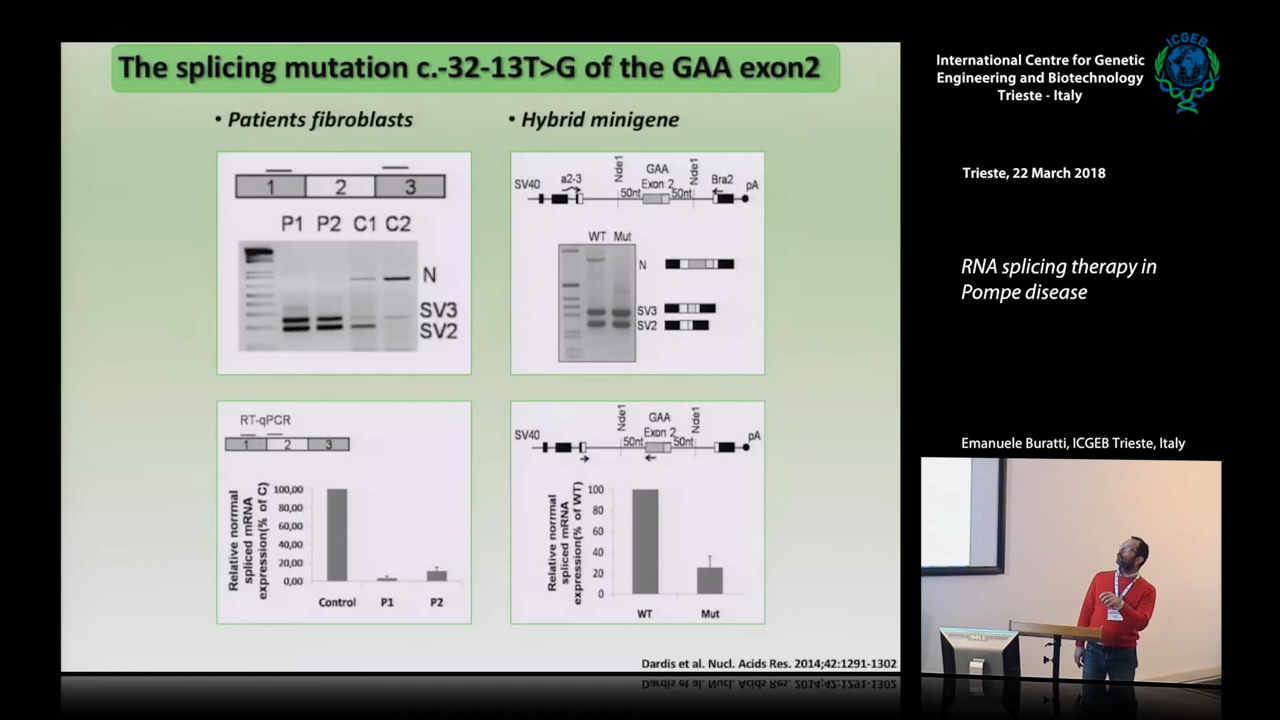 The splicing mutation c.-32-13T>G of the GAA exon2
• Patients fibroblasts
1 2 3
P1 P2 C1 C2
N
SV3
SV2
• Hybrid minigene
SV40
a2-3
Nde1
GAA
Exon 2
50nt
50nt
Nde1
Bra2
pA
WT Mut
N
SV3
SV2
RT-qPCR
1 2 3
Relative norrmal
spliced mRNA
expression(% of C)
100,00
80,00
60,00
40,00
20,00
0,00
Control P1 P2
SV40
Nde1
GAA
Exon 2
50nt
50nt
Nde1
pA
Relative normal
spliced mRNA
expression(% of WT)
100
80
60
40
20
0
WT Mut
Dardis et al. Nucl. Acids Res. 2014;42:1291-1302
International Centre for Genetic
Engineering and Biotechnology
Trieste - Italy
ICGEB
Trieste, 22 March 2018
RNA splicing therapy in
Pompe disease
Emanuele Buratti, ICGEB Trieste, Italy